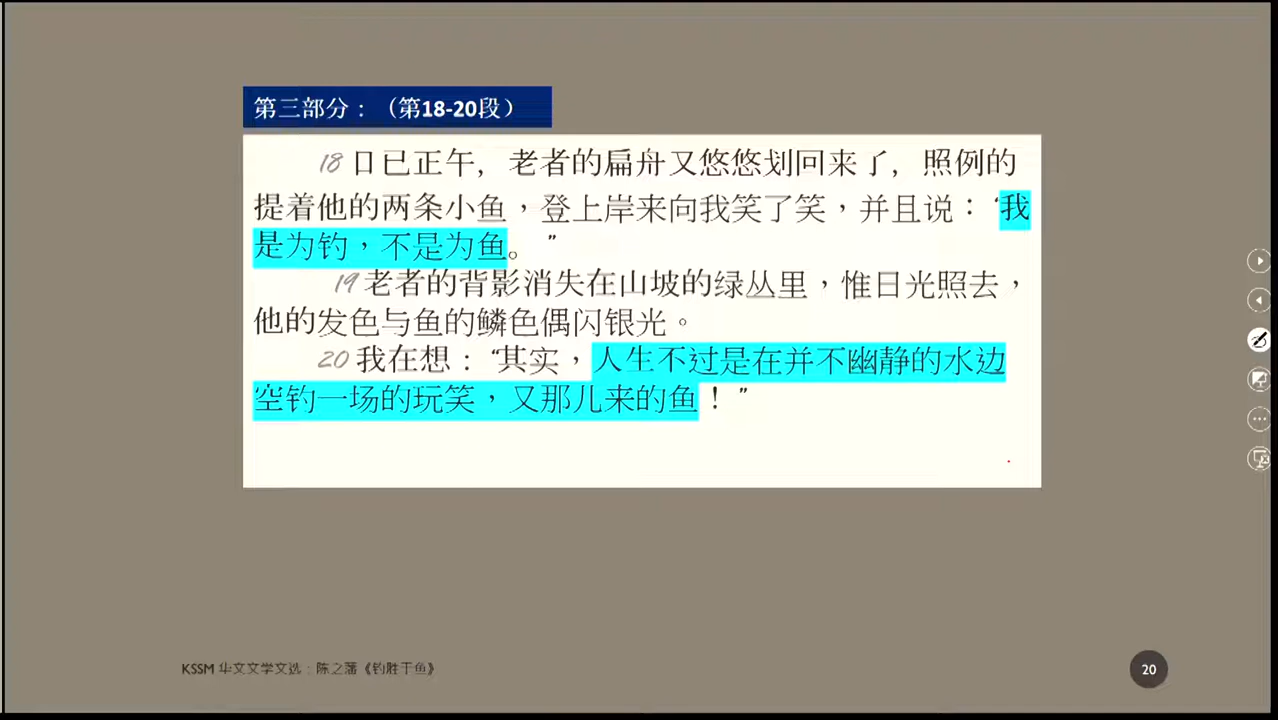 第三部分：（第18-20段）
18 日已正午，老者的扁舟又悠悠划回来了，照例的
提着他的两条小鱼，登上岸来向我笑了笑，并且说：“我
是为钓，不是为鱼。”
19 老者的背影消失在山坡的绿丛里，惟日光照去，
他的发色与鱼的鳞色偶闪银光。
20 我在想：“其实，人生不过是在并不幽静的水边
空钓一场的玩笑，又那儿来的鱼！”
KSSM 华文文学文选：陈之藩《钓胜于鱼》
20